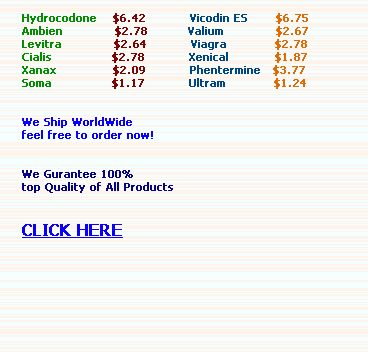 Hydrocodone $6.42 Vicodin ES $6.75
Ambien $2.78 Valium $2.67
Levitra $2.64 Viagra $2.78
Cialis $2.78 Xenical $1.87
Xanax $2.09 Phentermine $3.77
Soma $1.17 Ultram $1.24
We Ship WorldWide
feel free to order now!
We Gurantee 100%
top Quality of All Products
CLICK HERE